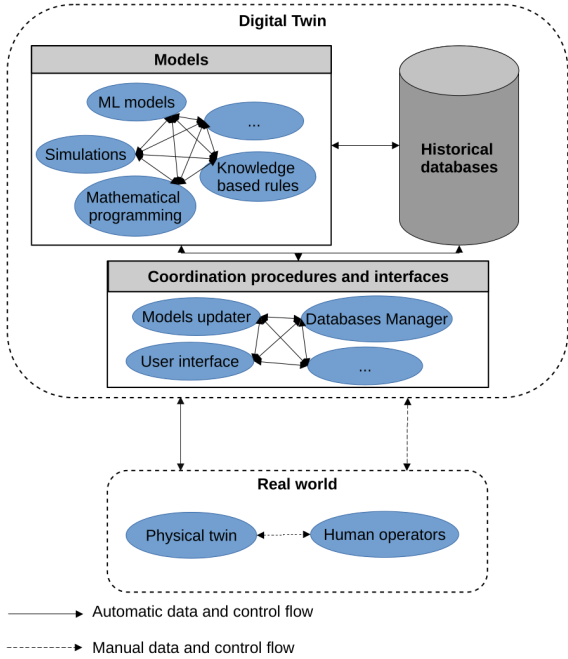 Digital Twin
Models
ML models
...
Simulations
Knowledge
based rules
Mathematical
programming
Historical
databases
Coordination procedures and interfaces
Models updater
Databases Manager
User interface
...
Real world
Physical twin
Human operators
Automatic data and control flow
Manual data and control flow